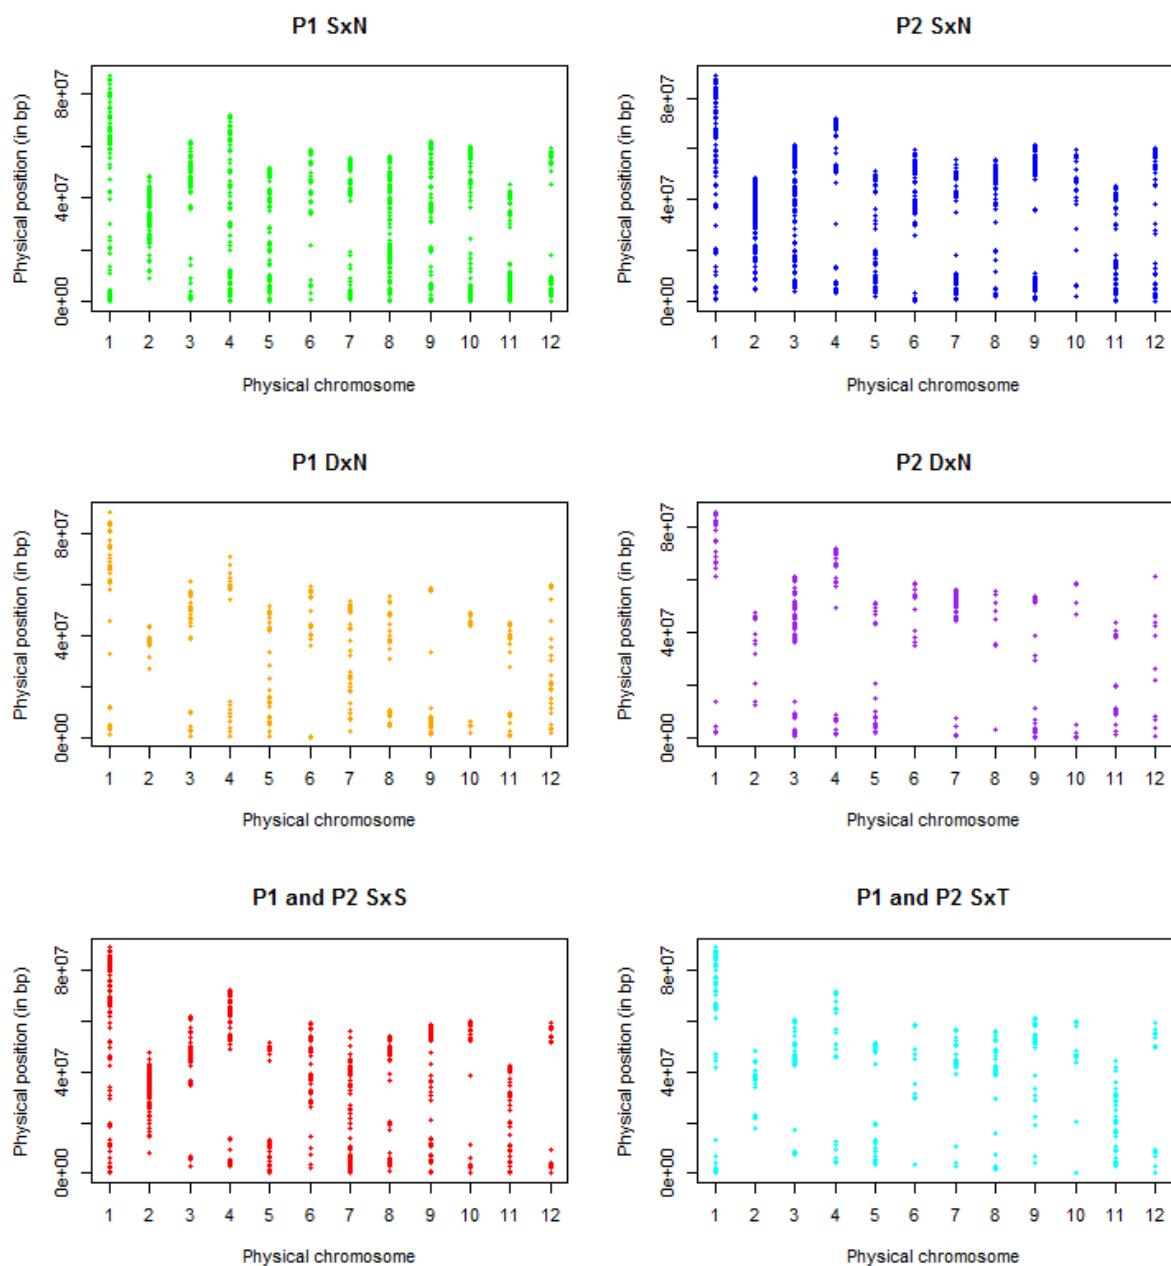 P1 SxN
Physical position (in bp)
0e+00 4e+07 8e+07
1 2 3 4 5 6 7 8 9 10 11 12
Physical chromosome
P2 SxN
Physical position (in bp)
0e+00 4e+07 8e+07
1 2 3 4 5 6 7 8 9 10 11 12
Physical chromosome
P1 DxN
Physical position (in bp)
0e+00 4e+07 8e+07
1 2 3 4 5 6 7 8 9 10 11 12
Physical chromosome
P2 DxN
Physical position (in bp)
0e+00 4e+07 8e+07
1 2 3 4 5 6 7 8 9 10 11 12
Physical chromosome
P1 and P2 SxS
Physical position (in bp)
0e+00 4e+07 8e+07
1 2 3 4 5 6 7 8 9 10 11 12
Physical chromosome
P1 and P2 SxT
Physical position (in bp)
0e+00 4e+07 8e+07
1 2 3 4 5 6 7 8 9 10 11 12
Physical chromosome